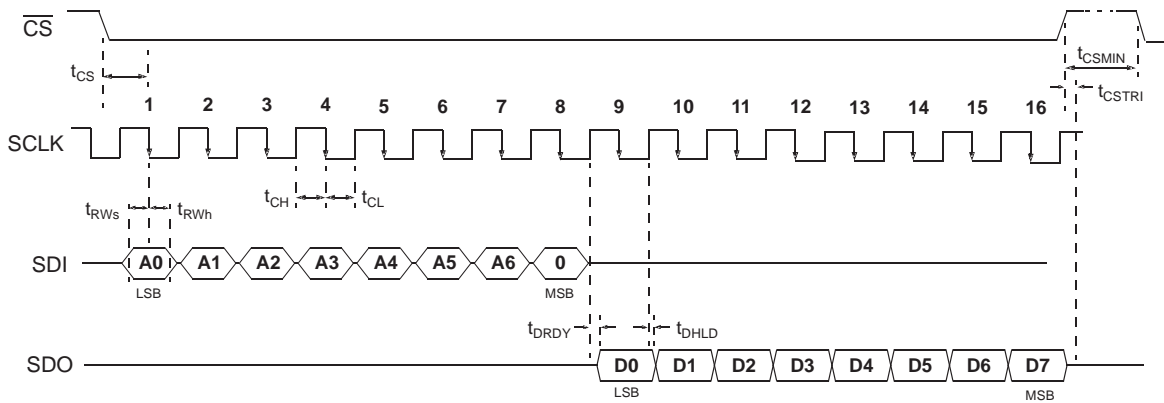 CS
tCS
tCSMIN
tCSTRI
1 2 3 4 5 6 7 8 9 10 11 12 13 14 15 16
SCLK
tCH tCL
tRWs tRWh
SDI A0 A1 A2 A3 A4 A5 A6 0
LSB MSB
tDRDY tDHLD
SDO D0 D1 D2 D3 D4 D5 D6 D7
LSB MSB